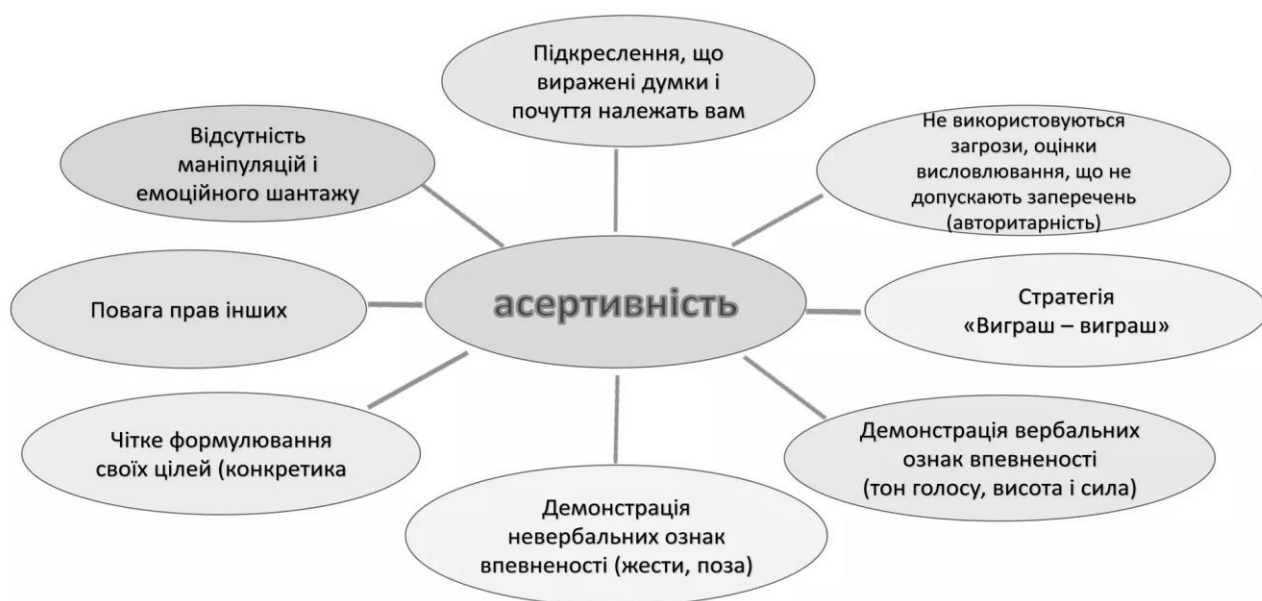 Підкреслення, що
виражені думки і
почуття належать вам
Відсутність
маніпуляцій і
емоційного шантажу
Не використовуються
загрози, оцінки
висловлювання, що не
допускають заперечень
(авторитарність)
Повага прав інших
асертивність
Стратегія
«Виграш – виграш»
Чітке формулювання
своїх цілей (конкретика
Демонстрація
невербальних ознак
впевненості (жести, поза)
Демонстрація вербальних
ознак впевненості
(тон голосу, висота і сила)